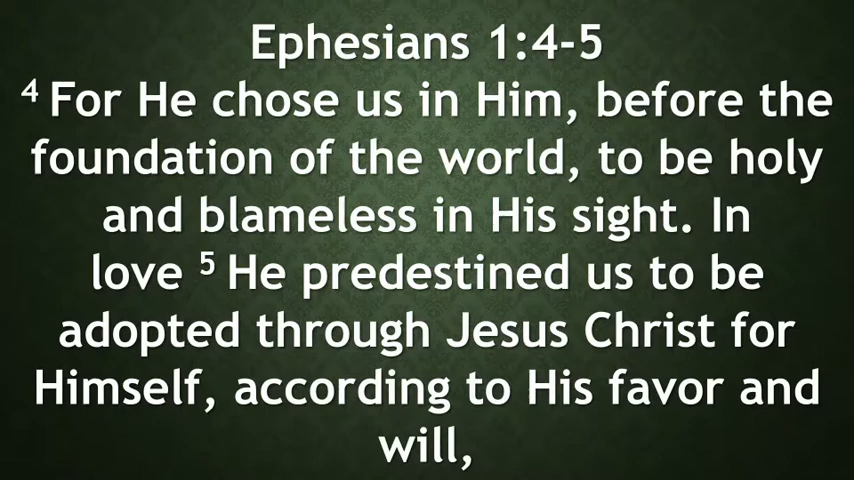 Ephesians 1:4-5
⁴ For He chose us in Him, before the
foundation of the world, to be holy
and blameless in His sight. In
love ⁵ He predestined us to be
adopted through Jesus Christ for
Himself, according to His favor and
will,